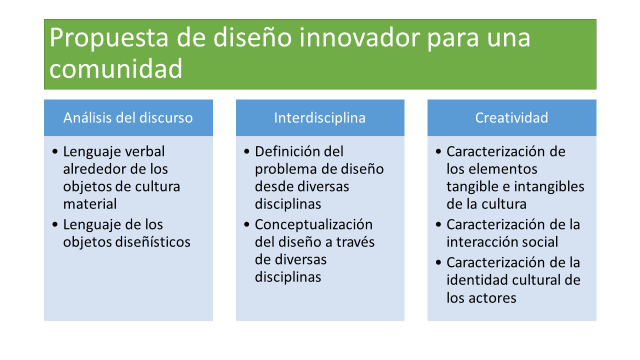 Propuesta de diseño innovador para una
comunidad
Análisis del discurso
• Lenguaje verbal
alrededor de los
objetos de cultura
material
• Lenguaje de los
objetos diseñísticos
Interdisciplina
• Definición del
problema de diseño
desde diversas
disciplinas
• Conceptualización
del diseño a través
de diversas
disciplinas
Creatividad
• Caracterización de
los elementos
tangible e intangibles
de la cultura
• Caracterización de la
interacción social
• Caracterización de la
identidad cultural de
los actores